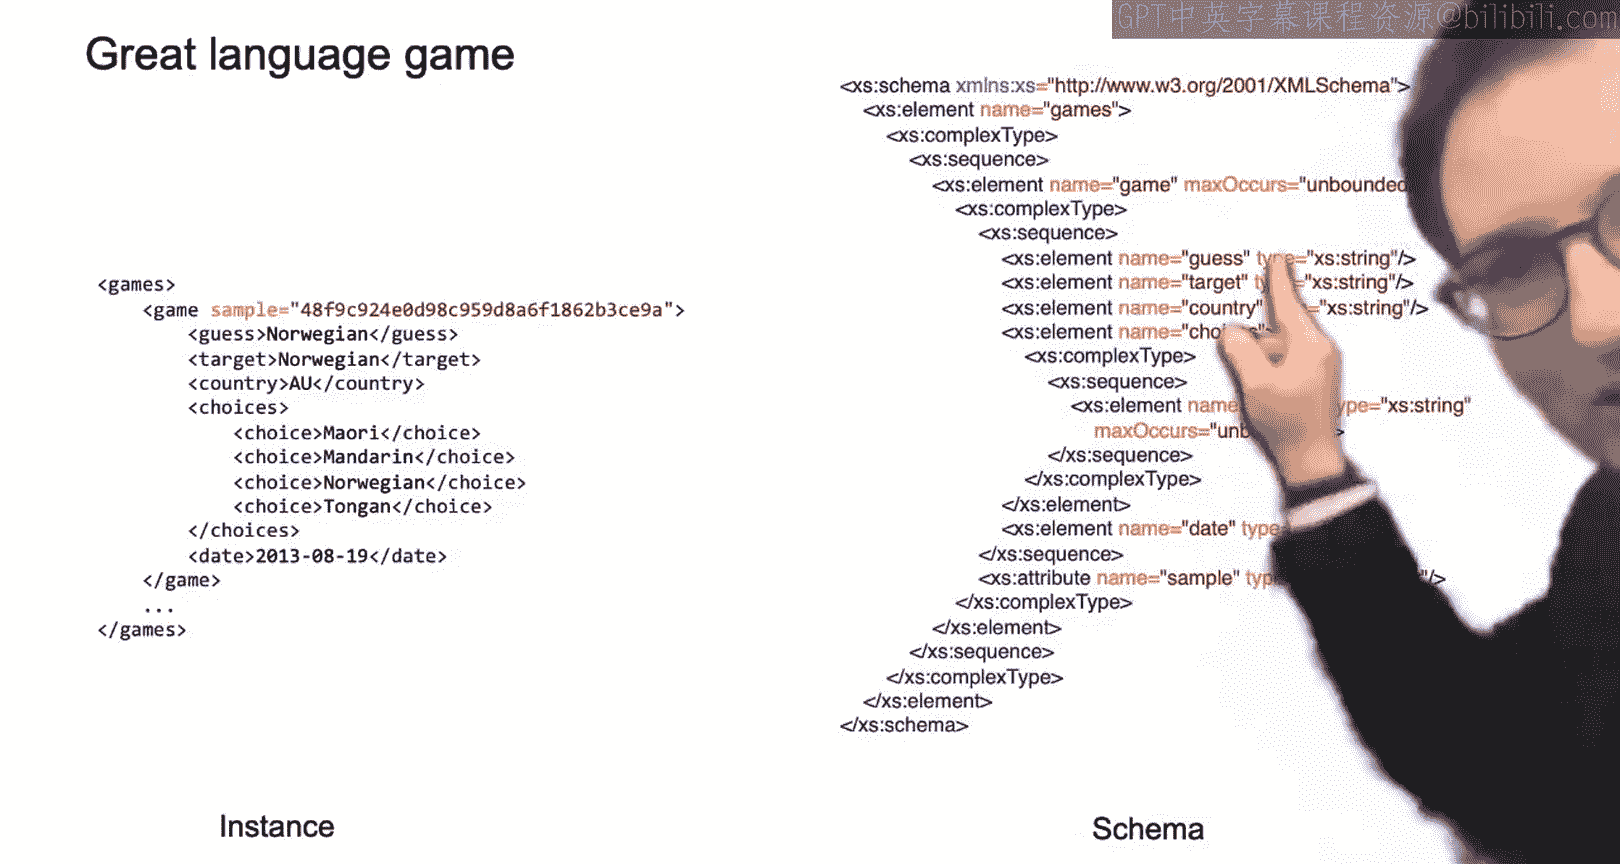 GPT中英字幕课程资源@bilibili.com
Great language game
<games>
<game sample="48f9c924e0d98c959d8a6f1862b3ce9a">
<guess>Norwegian</guess>
<target>Norwegian</target>
<country>AU</country>
<choices>
<choice>Maori</choice>
<choice>Mandarin</choice>
<choice>Norwegian</choice>
<choice>Tongan</choice>
</choices>
<date>2013-08-19</date>
</game>
...
</games>
Instance
<xs:schema xmlns:xs="http://www.w3.org/2001/XMLSchema">
<xs:element name="games">
<xs:complexType>
<xs:sequence>
<xs:element name="game" maxOccurs="unbounded
<xs:complexType>
<xs:sequence>
<xs:element name="guess" type="xs:string"/>
<xs:element name="target" ="xs:string"/>
<xs:element name="country" ="xs:string"/>
<xs:element
<xs:complexType>
<xs:sequence>
<xs:element name type="xs:string"
maxOccurs=
</xs:sequence>
</xs:complexType>
</xs:element>
<xs:element name="date" type
</xs:sequence>
<xs:attribute name="sample" "/>
</xs:complexType>
</xs:element>
</xs:sequence>
</xs:complexType>
</xs:element>
</xs:schema>
Schema